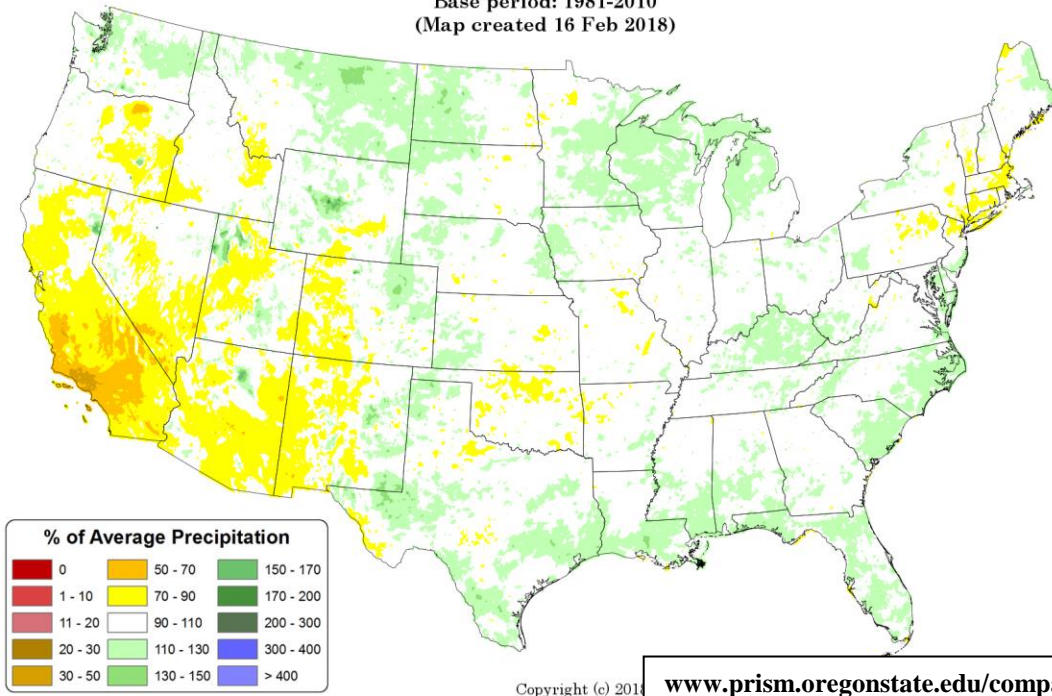 Base period: 1981-2010
(Map created 16 Feb 2018)
% of Average Precipitation
0
50 - 70
150 - 170
1 - 10
70 - 90
170 - 200
11 - 20
90 - 110
200 - 300
20 - 30
110 - 130
300 - 400
30 - 50
130 - 150
> 400
Copyright (c) 2018
www.prism.oregonstate.edu/comp